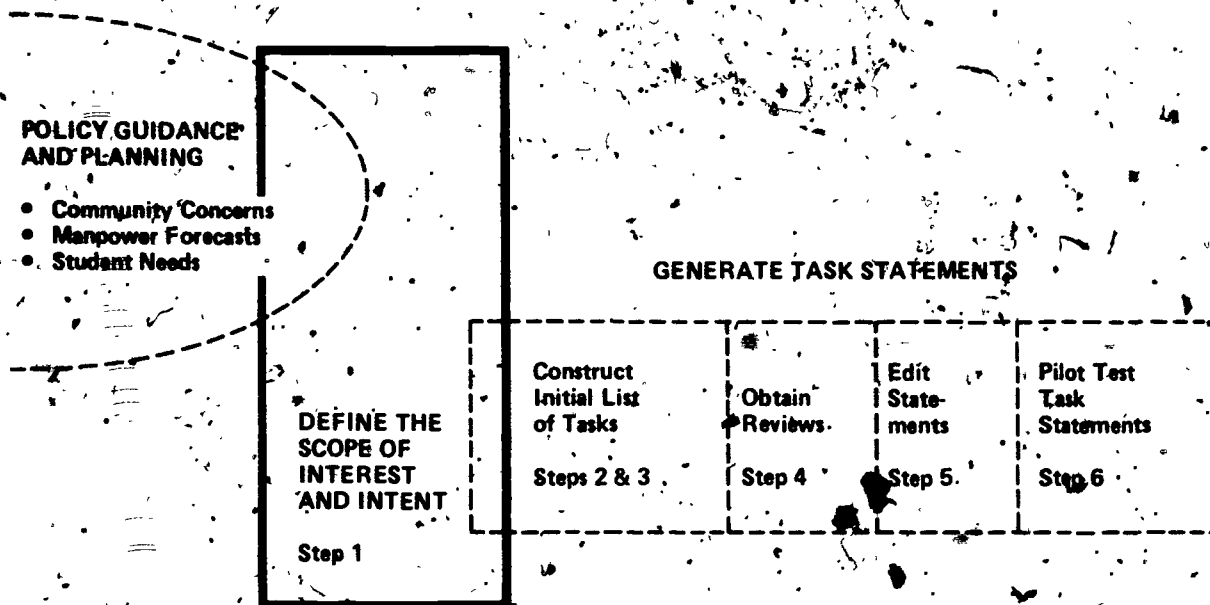 POLICY GUIDANCE
AND PLANNING
• Community Concerns
• Manpower Forecasts
• Student Needs
GENERATE TASK STATEMENTS
DEFINE THE
SCOPE OF
INTEREST
AND INTENT
Step 1
Construct
Initial List
of Tasks
Steps 2 & 3
Obtain
Reviews
Step 4
Edit
State-
ments
Step 5
Pilot Test
Task
Statements
Step 6